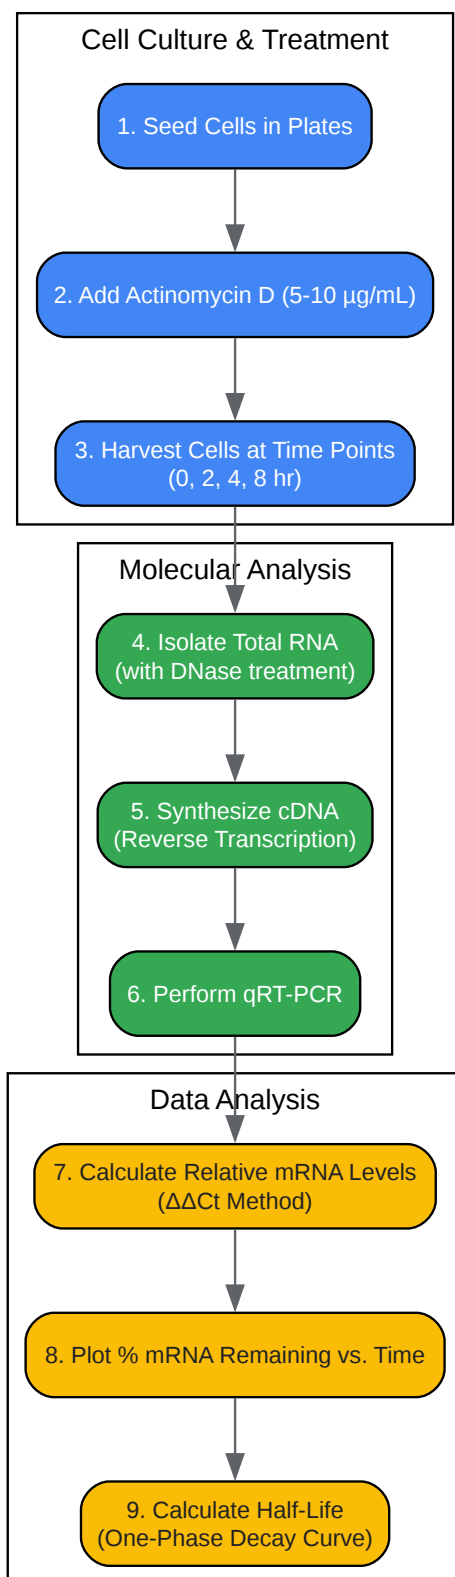 Cell Culture & Treatment
1. Seed Cells in Plates
2. Add Actinomycin D (5-10 µg/mL)
3. Harvest Cells at Time Points
(0, 2, 4, 8 hr)
Molecular Analysis
4. Isolate Total RNA
(with DNase treatment)
5. Synthesize cDNA
(Reverse Transcription)
6. Perform qRT-PCR
Data Analysis
7. Calculate Relative mRNA Levels
(ΔΔCt Method)
8. Plot % mRNA Remaining vs. Time
9. Calculate Half-Life
(One-Phase Decay Curve)